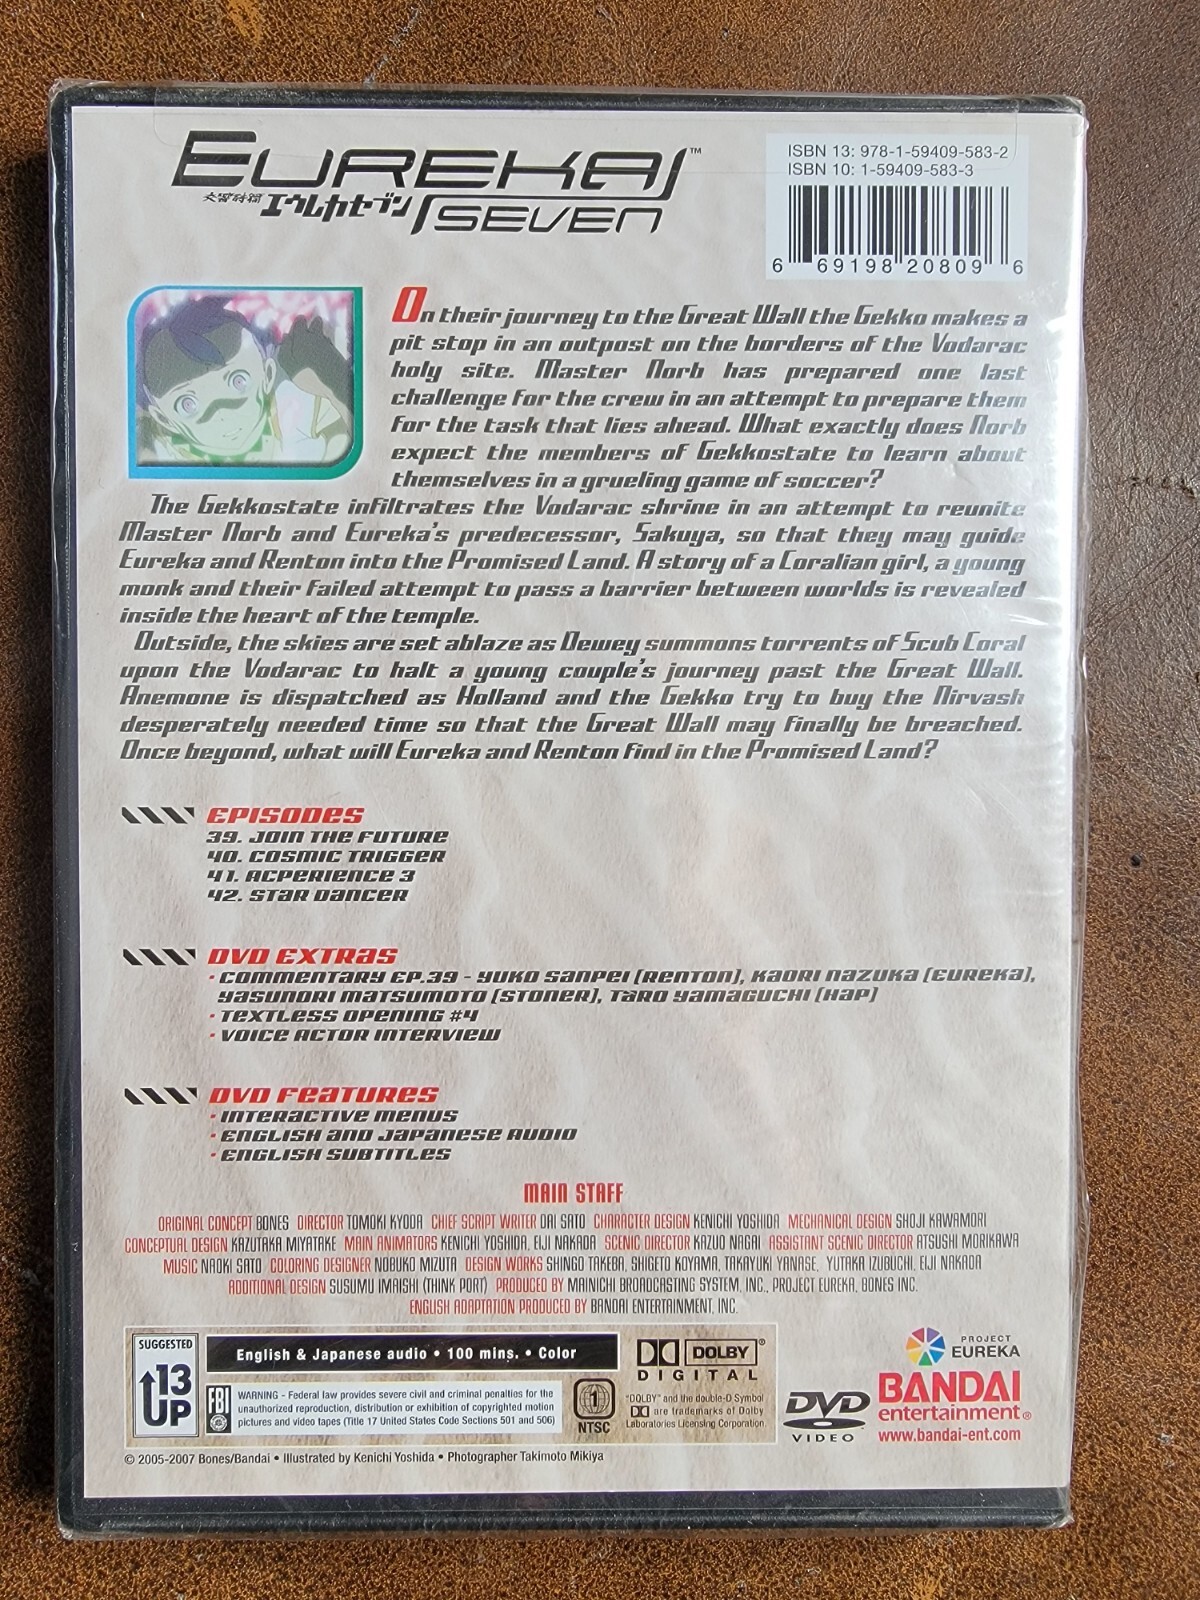 EUREKA™
交響詩篇 エウレカセブン SEVEN
ISBN 13: 978-1-59409-583-2
ISBN 10: 1-59409-583-3
6 69198 20809 6
On their journey to the Great Wall the Gekko makes a
pit stop in an outpost on the borders of the Vodarac
holy site. Master Norb has prepared one last
challenge for the crew in an attempt to prepare them
for the task that lies ahead. What exactly does Norb
expect the members of Gekkostate to learn about
themselves in a grueling game of soccer?
The Gekkostate infiltrates the Vodarac shrine in an attempt to reunite
Master Norb and Eureka's predecessor, Sakuya, so that they may guide
Eureka and Renton into the Promised Land. A story of a Coralian girl, a young
monk and their failed attempt to pass a barrier between worlds is revealed
inside the heart of the temple.
Outside, the skies are set ablaze as Dewey summons torrents of Scub Coral
upon the Vodarac to halt a young couple's journey past the Great Wall.
Anemone is dispatched as Holland and the Gekko try to buy the Nirvash
desperately needed time so that the Great Wall may finally be breached.
Once beyond, what will Eureka and Renton find in the Promised Land?
EPISODES
39. JOIN THE FUTURE
40. COSMIC TRIGGER
41. ACPERIENCE 3
42. STAR DANCER
DVD EXTRAS
· COMMENTARY EP.39 - YUKO SANPEI (RENTON), KAORI NAZUKA (EUREKA),
YASUNORI MATSUMOTO (STONER), TARO YAMAGUCHI (HAP)
· TEXTLESS OPENING #4
· VOICE ACTOR INTERVIEW
DVD FEATURES
· INTERACTIVE MENUS
· ENGLISH AND JAPANESE AUDIO
· ENGLISH SUBTITLES
MAIN STAFF
ORIGINAL CONCEPT BONES DIRECTOR TOMOKI KYODA CHIEF SCRIPT WRITER DAI SATO CHARACTER DESIGN KENICHI YOSHIDA MECHANICAL DESIGN SHOJI KAWAMORI
CONCEPTUAL DESIGN KAZUTAKA MIYATAKE MAIN ANIMATORS KENICHI YOSHIDA, EIJI NAKADA SCENIC DIRECTOR KAZUO NAGAI ASSISTANT SCENIC DIRECTOR ATSUSHI MORIKAWA
MUSIC NAOKI SATO COLORING DESIGNER NOBUKO MIZUTA DESIGN WORKS SHINGO TAKEBA, SHIGETO KOYAMA, TAKAYUKI YANASE, YUTAKA IZUBUCHI, EIJI NAKADA
ADDITIONAL DESIGN SUSUMU IMAISHI (THINK PORT) PRODUCED BY MAINICHI BROADCASTING SYSTEM, INC., PROJECT EUREKA, BONES INC.
ENGLISH ADAPTATION PRODUCED BY BANDAI ENTERTAINMENT, INC.
SUGGESTED
13
UP
English & Japanese audio • 100 mins. • Color
FBI
WARNING - Federal law provides severe civil and criminal penalties for the
unauthorized reproduction, distribution or exhibition of copyrighted motion
pictures and video tapes (Title 17 United States Code Sections 501 and 506)
1
NTSC
DOLBY®
DIGITAL
"DOLBY" and the double-D Symbol
are trademarks of Dolby
Laboratories Licensing Corporation.
DVD
VIDEO
PROJECT
EUREKA
BANDAI
entertainment®
www.bandai-ent.com
© 2005-2007 Bones/Bandai • Illustrated by Kenichi Yoshida • Photographer Takimoto Mikiya